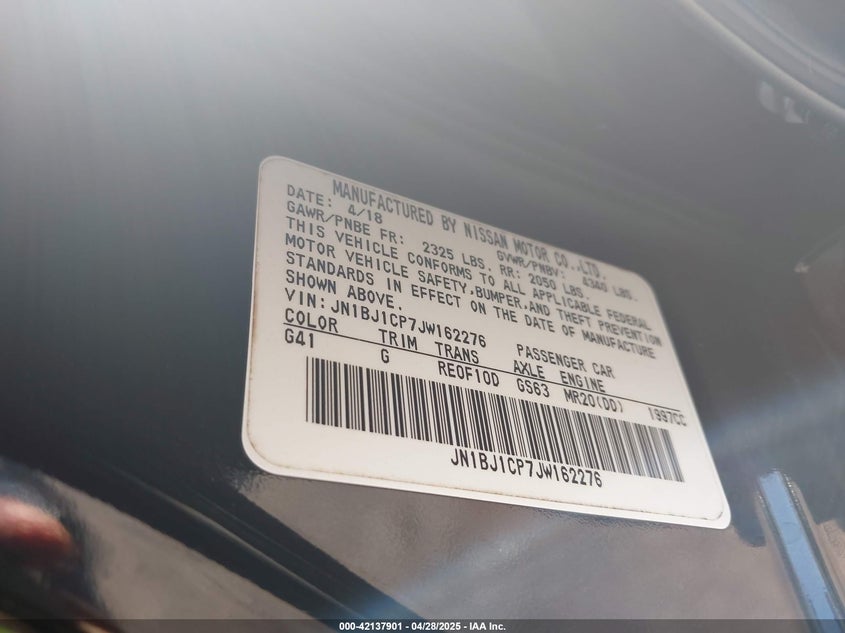 MANUFACTURED BY NISSAN MOTOR CO.,LTD.
DATE: 4/18 GVWR/PNBV: 4340 LBS.
GAWR/PNBE FR: 2325 LBS. RR: 2050 LBS.
THIS VEHICLE CONFORMS TO ALL APPLICABLE FEDERAL
MOTOR VEHICLE SAFETY,BUMPER,AND THEFT PREVENTION
STANDARDS IN EFFECT ON THE DATE OF MANUFACTURE
SHOWN ABOVE.
VIN: JN1BJ1CP7JW162276 PASSENGER CAR
COLOR TRIM TRANS AXLE ENGINE
G41 G RE0F10D GS63 MR20(DD) 1997CC
JN1BJ1CP7JW162276
000-42137901 - 04/28/2025 - IAA Inc.